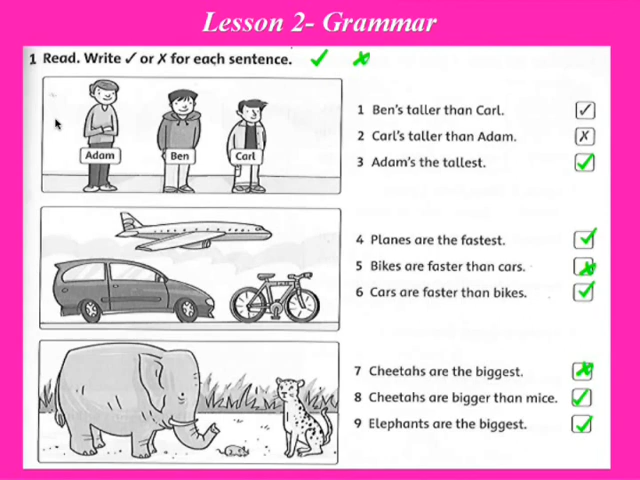 Lesson 2- Grammar
1 Read. Write ✓ or ✗ for each sentence. ✓ ✗
Adam Ben Carl
1 Ben's taller than Carl. ✓
2 Carl's taller than Adam. ✗
3 Adam's the tallest. ✓
4 Planes are the fastest. ✓
5 Bikes are faster than cars. ✗
6 Cars are faster than bikes. ✓
7 Cheetahs are the biggest. ✗
8 Cheetahs are bigger than mice. ✓
9 Elephants are the biggest. ✓